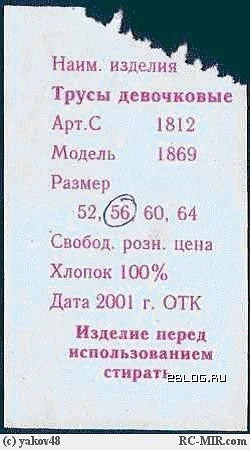 Наим. изделия
Трусы девочковые
Арт.С 1812
Модель 1869
Размер
52, 56 60, 64
Свобод. розн. цена
Хлопок 100%
Дата 2001 г. ОТК
Изделие перед
использованием
стирать
2BLOG.RU
(c) yakov48 RC-MIR.com